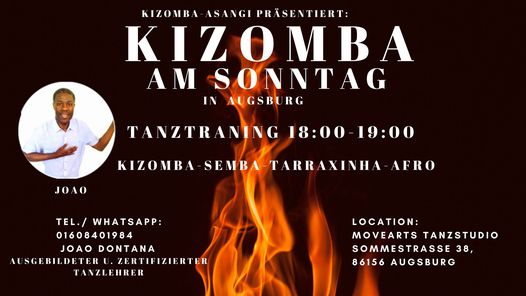 KIZOMBA-ASANGI PRÄSENTIERT:
KIZOMBA
AM SONNTAG
IN AUGSBURG
TANZTRANING 18:00-19:00
KIZOMBA-SEMBA-TARRAXINHA-AFRO
JOAO
TEL./ WHATSAPP:
01608401984
JOAO DONTANA
AUSGEBILDETER U. ZERTIFIZIERTER
TANZLEHRER
LOCATION:
MOVEARTS TANZSTUDIO
SOMMESTRASSE 38,
86156 AUGSBURG